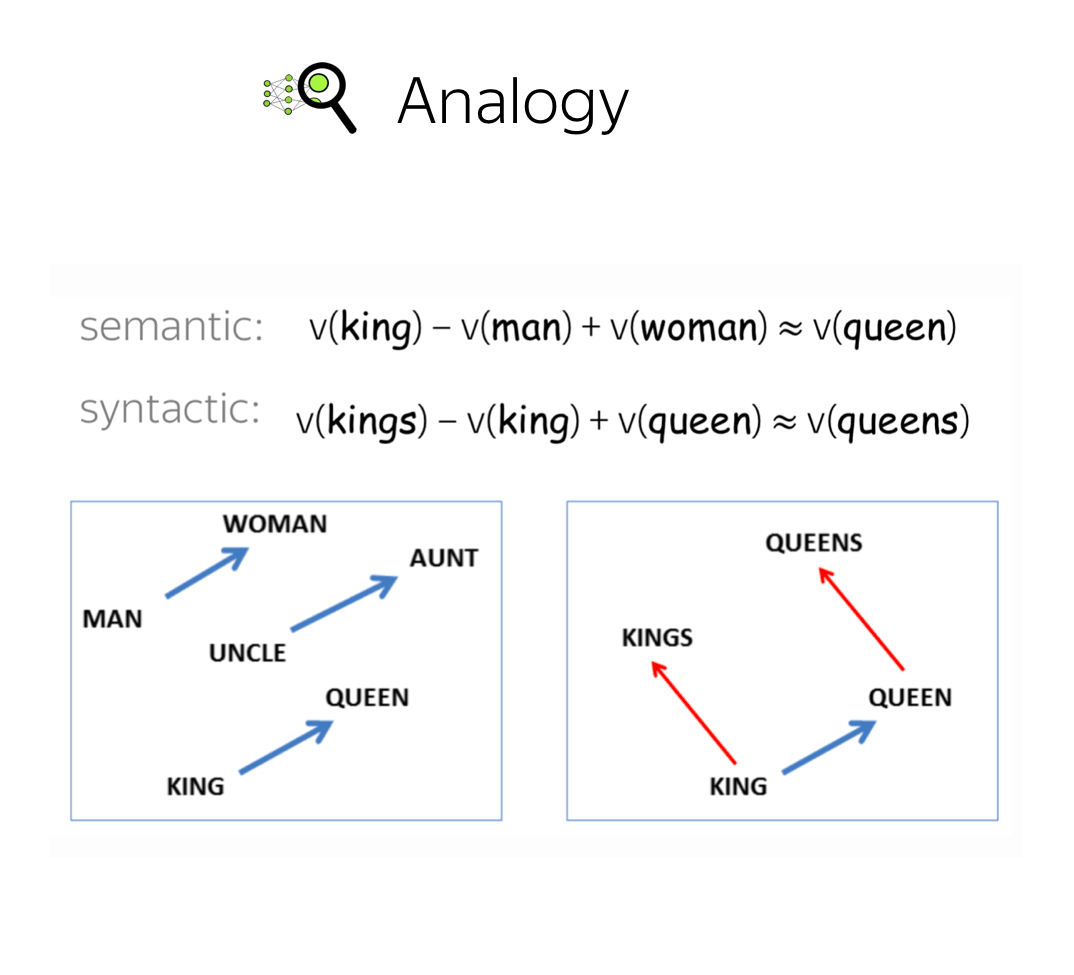 Analogy
semantic: v(king) – v(man) + v(woman) ≈ v(queen)
syntactic: v(kings) – v(king) + v(queen) ≈ v(queens)
WOMAN
AUNT
MAN
UNCLE
QUEEN
KING
QUEENS
KINGS
QUEEN
KING